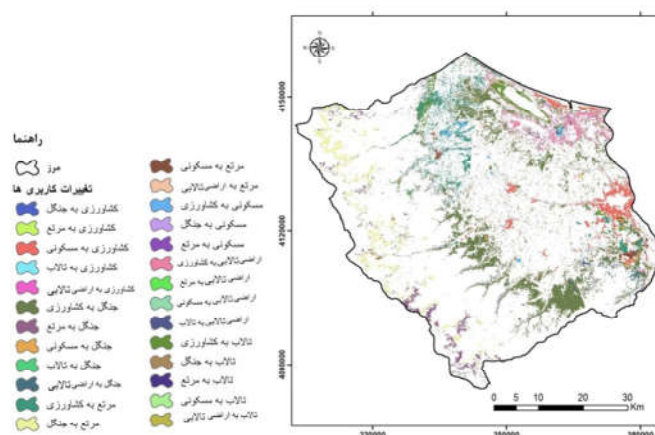 راهنما
موز
تغییرات کاربری ها
کشاورزی به جنگل
کشاورزی به مرتع
کشاورزی به مسکونی
کشاورزی به تالاب
کشاورزی به اراضی تالابی
جنگل به کشاورزی
جنگل به مرتع
جنگل به مسکونی
جنگل به تالاب
جنگل به اراضی تالابی
مرتع به کشاورزی
مرتع به جنگل
مرتع به مسکونی
مرتع به اراضی تالابی
مسکونی به کشاورزی
مسکونی به جنگل
مسکونی به مرتع
اراضی تالابی به کشاورزی
اراضی تالابی به مرتع
اراضی تالابی به مسکونی
اراضی تالابی به تالاب
تالاب به کشاورزی
تالاب به جنگل
تالاب به مرتع
تالاب به مسکونی
تالاب به اراضی تالابی
4150000
4120000
0 5 10 20 30
Km